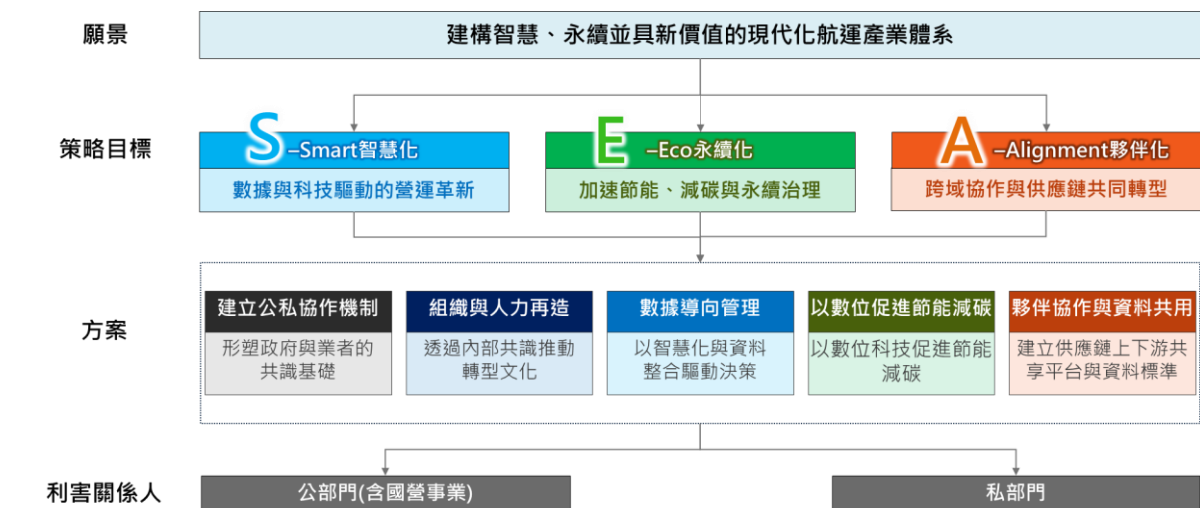 願景
建構智慧、永續並具新價值的現代化航運產業體系
策略目標
S–Smart智慧化
數據與科技驅動的營運革新
E–Eco永續化
加速節能、減碳與永續治理
A–Alignment夥伴化
跨域協作與供應鏈共同轉型
方案
建立公私協作機制
形塑政府與業者的
共識基礎
組織與人力再造
透過內部共識推動
轉型文化
數據導向管理
以智慧化與資料
整合驅動決策
以數位促進節能減碳
以數位科技促進節能
減碳
夥伴協作與資料共用
建立供應鏈上下游共
享平台與資料標準
利害關係人
公部門(含國營事業)
私部門